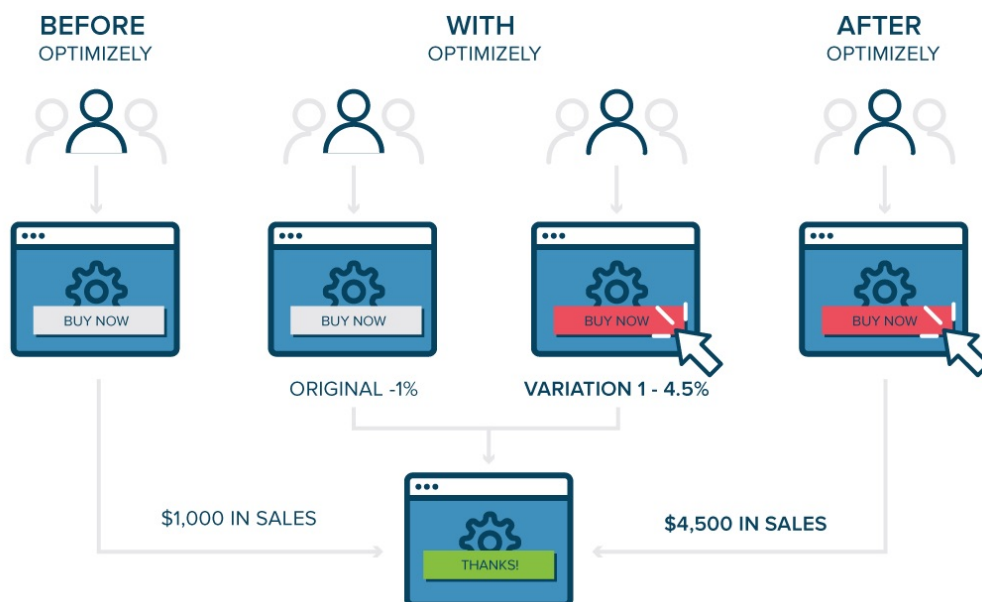 BEFORE
OPTIMIZELY
WITH
OPTIMIZELY
AFTER
OPTIMIZELY
BUY NOW
BUY NOW
BUY NOW
BUY NOW
ORIGINAL -1%
VARIATION 1 - 4.5%
$1,000 IN SALES
$4,500 IN SALES
THANKS!